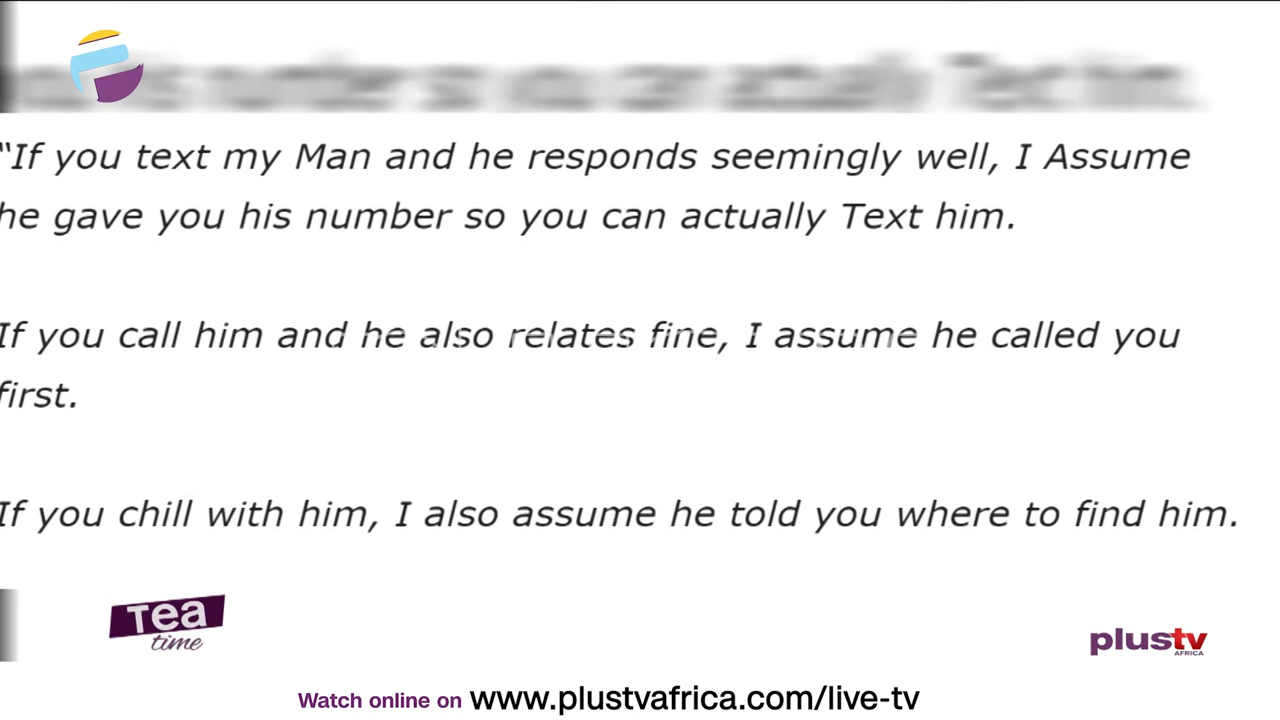 “If you text my Man and he responds seemingly well, I Assume
he gave you his number so you can actually Text him.
If you call him and he also relates fine, I assume he called you
first.
If you chill with him, I also assume he told you where to find him.
Tea
time
plustv
AFRICA
Watch online on www.plustvafrica.com/live-tv